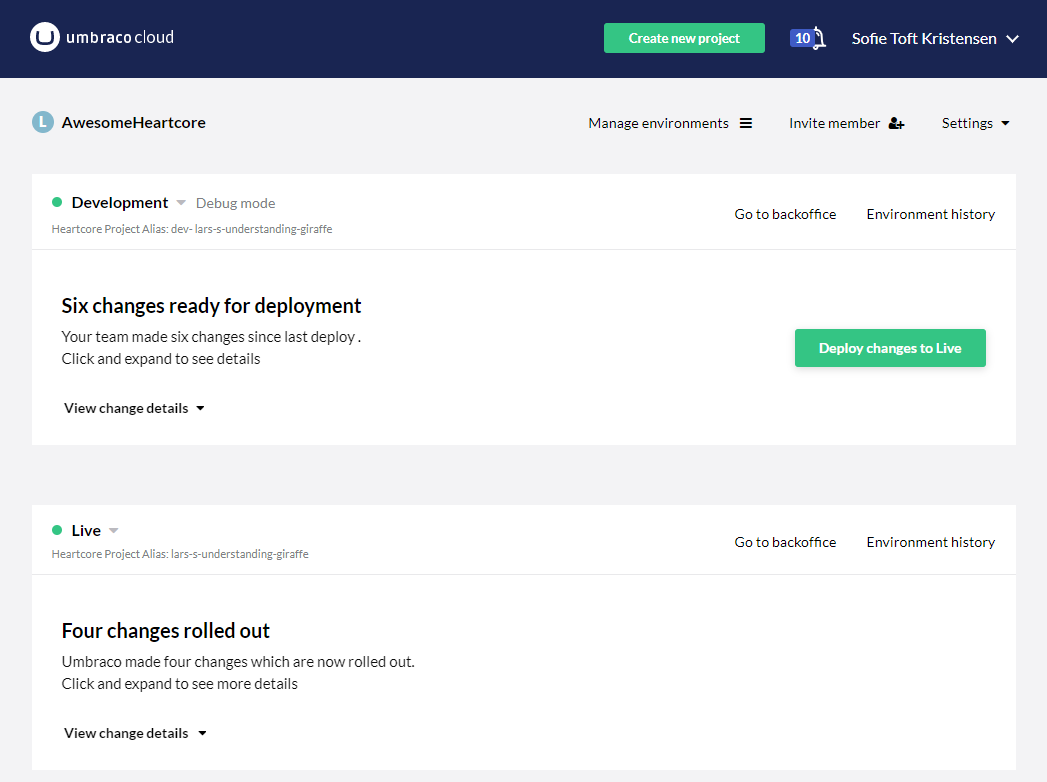 umbraco cloud
Create new project
10
Sofie Toft Kristensen
L AwesomeHeartcore
Manage environments
Invite member
Settings
Development
Debug mode
Heartcore Project Alias: dev- lars-s-understanding-giraffe
Go to backoffice
Environment history
Six changes ready for deployment
Your team made six changes since last deploy .
Click and expand to see details
Deploy changes to Live
View change details
Live
Heartcore Project Alias: lars-s-understanding-giraffe
Go to backoffice
Environment history
Four changes rolled out
Umbraco made four changes which are now rolled out.
Click and expand to see more details
View change details